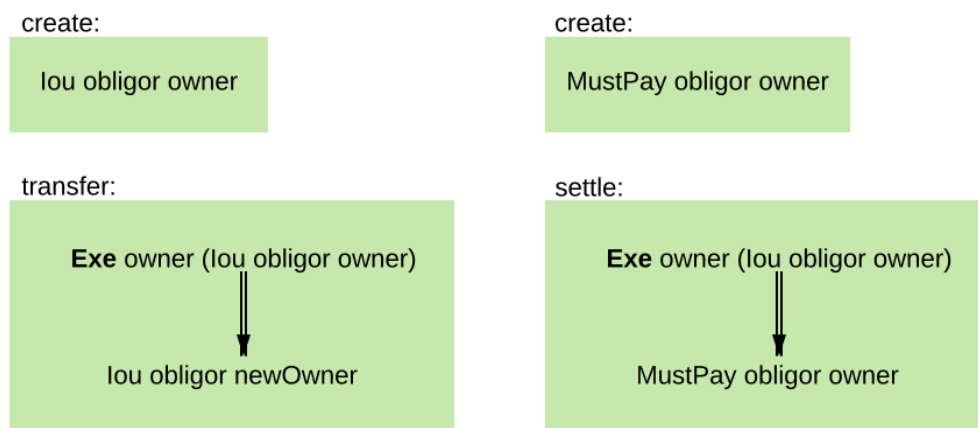 create:
Iou obligor owner
create:
MustPay obligor owner
transfer:
Exe owner (Iou obligor owner)
Iou obligor newOwner
settle:
Exe owner (Iou obligor owner)
MustPay obligor owner